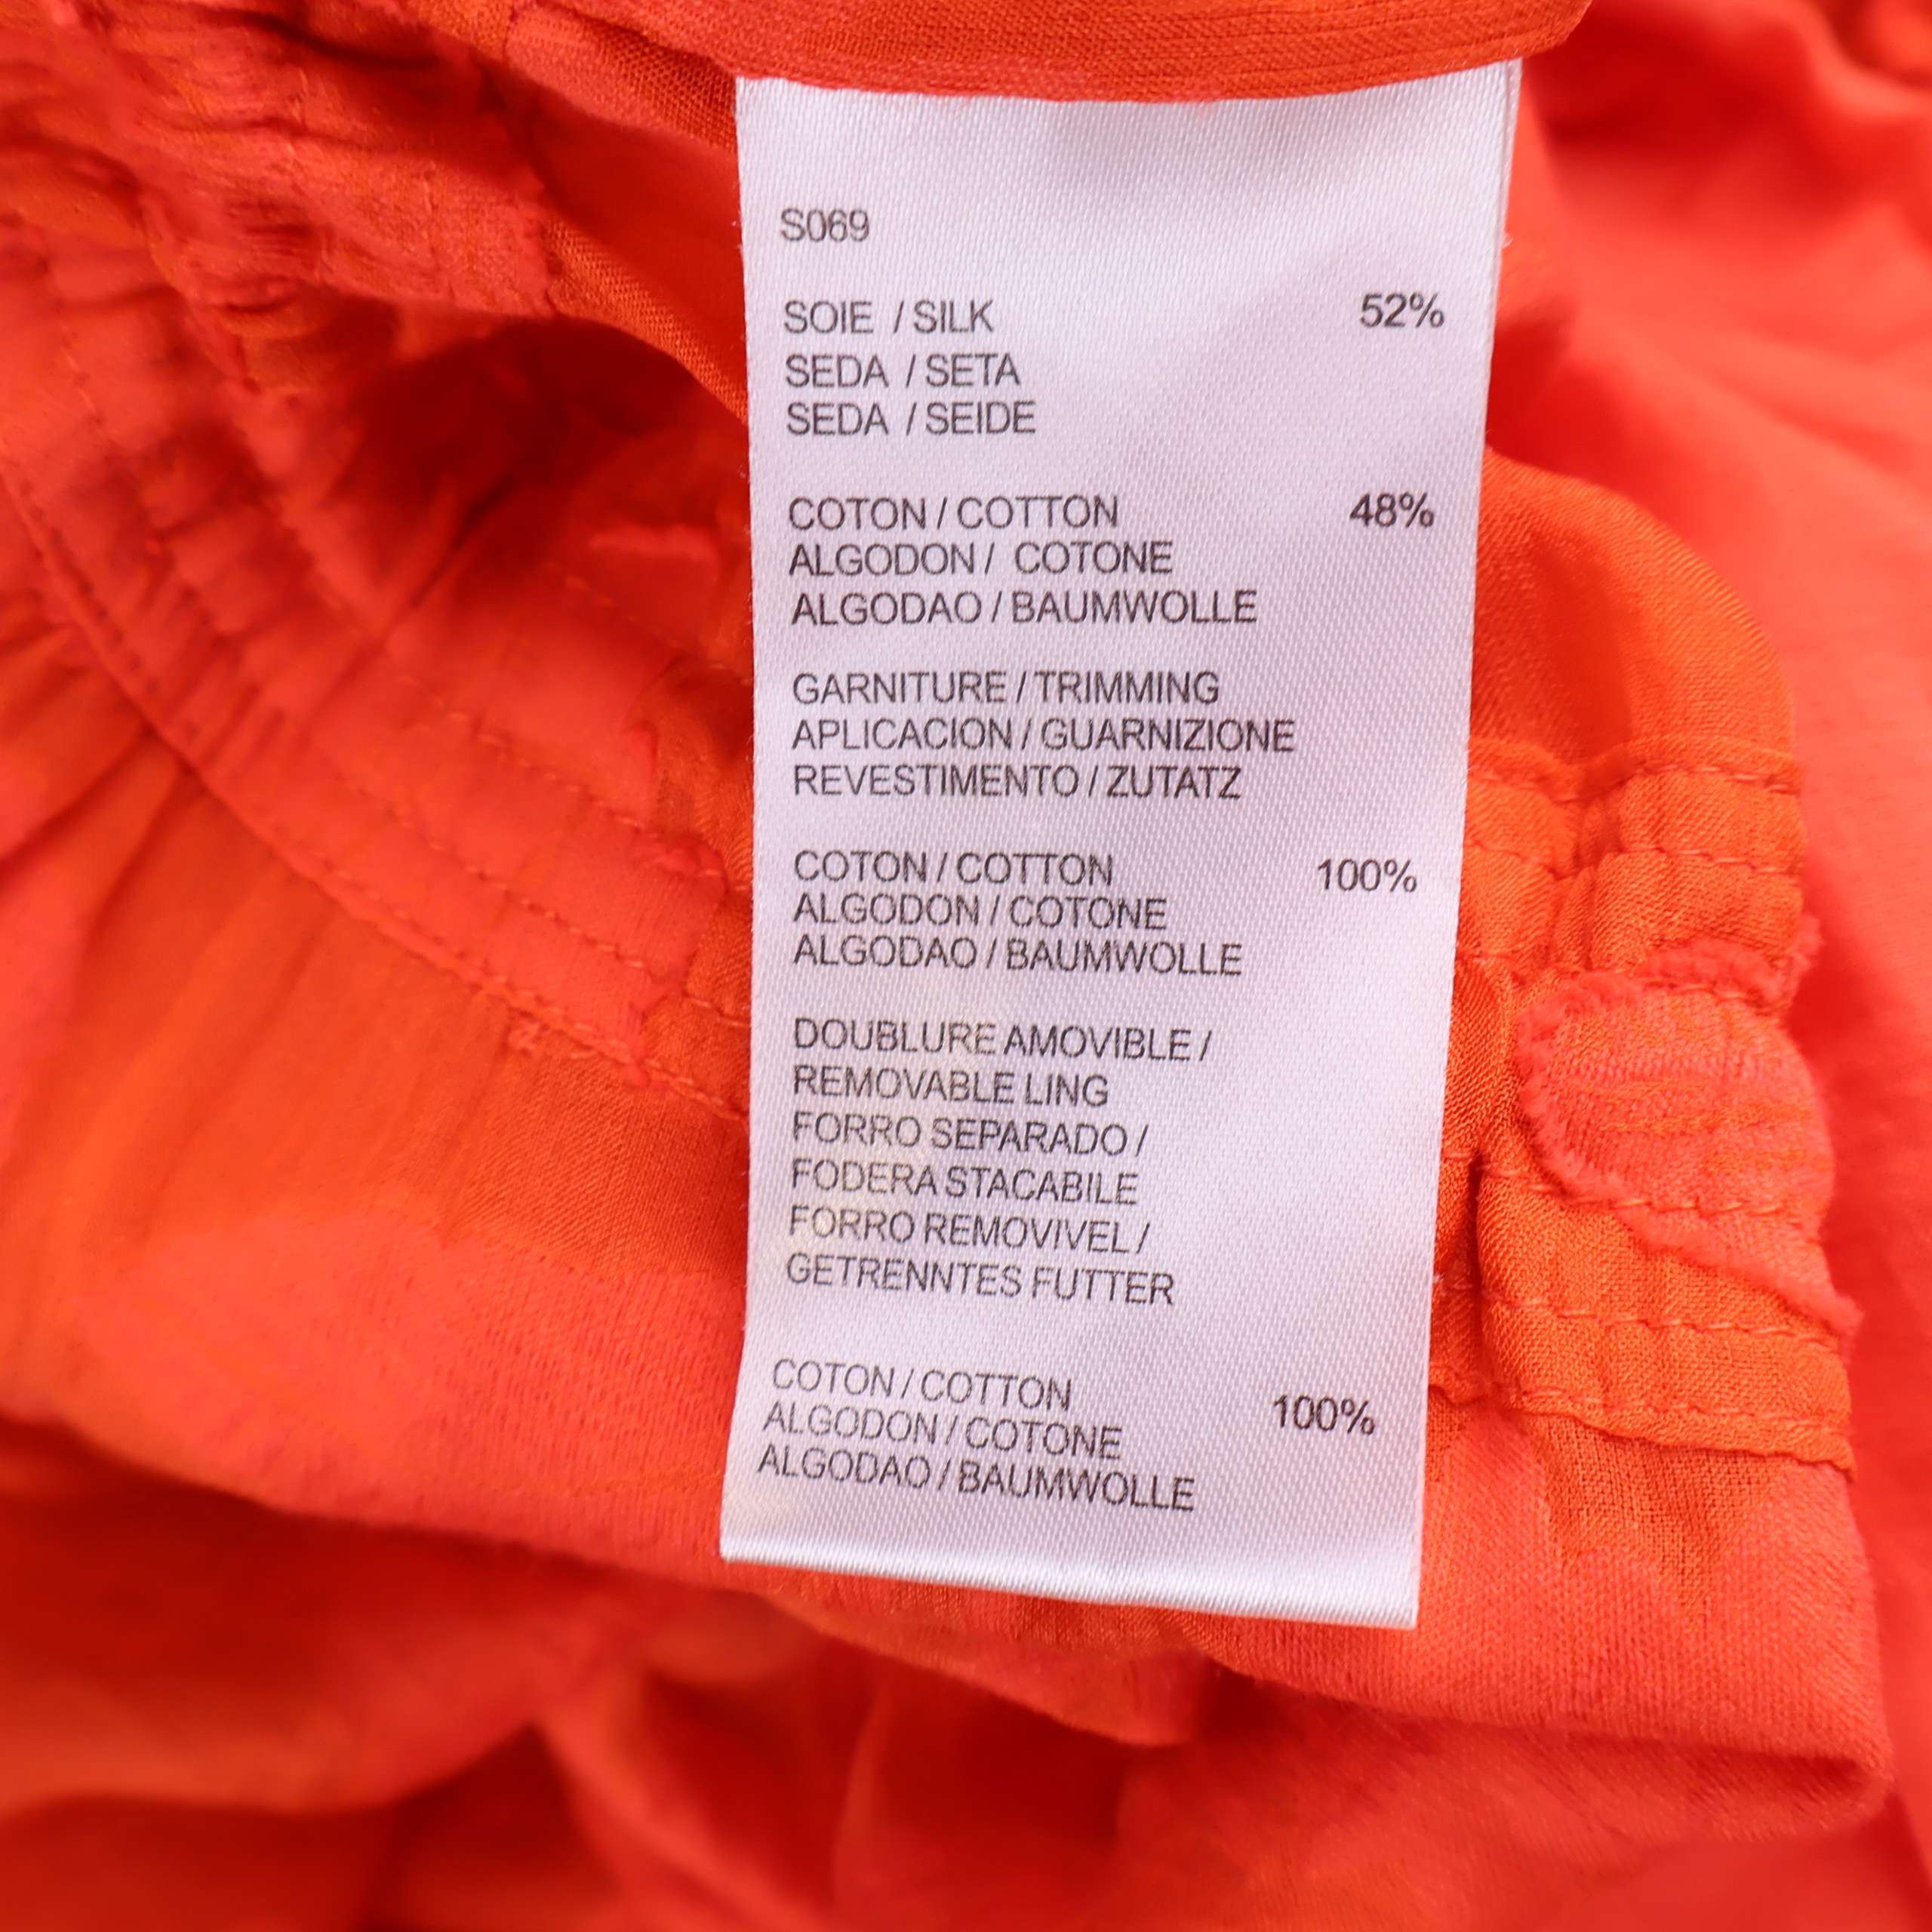 S069
SOIE / SILK 52%
SEDA / SETA
SEDA / SEIDE
COTON / COTTON 48%
ALGODON / COTONE
ALGODAO / BAUMWOLLE
GARNITURE / TRIMMING
APLICACION / GUARNIZIONE
REVESTIMENTO / ZUTATZ
COTON / COTTON 100%
ALGODON / COTONE
ALGODAO / BAUMWOLLE
DOUBLURE AMOVIBLE /
REMOVABLE LING
FORRO SEPARADO /
FODERA STACABILE
FORRO REMOVIVEL /
GETRENNTES FUTTER
COTON / COTTON 100%
ALGODON / COTONE
ALGODAO / BAUMWOLLE